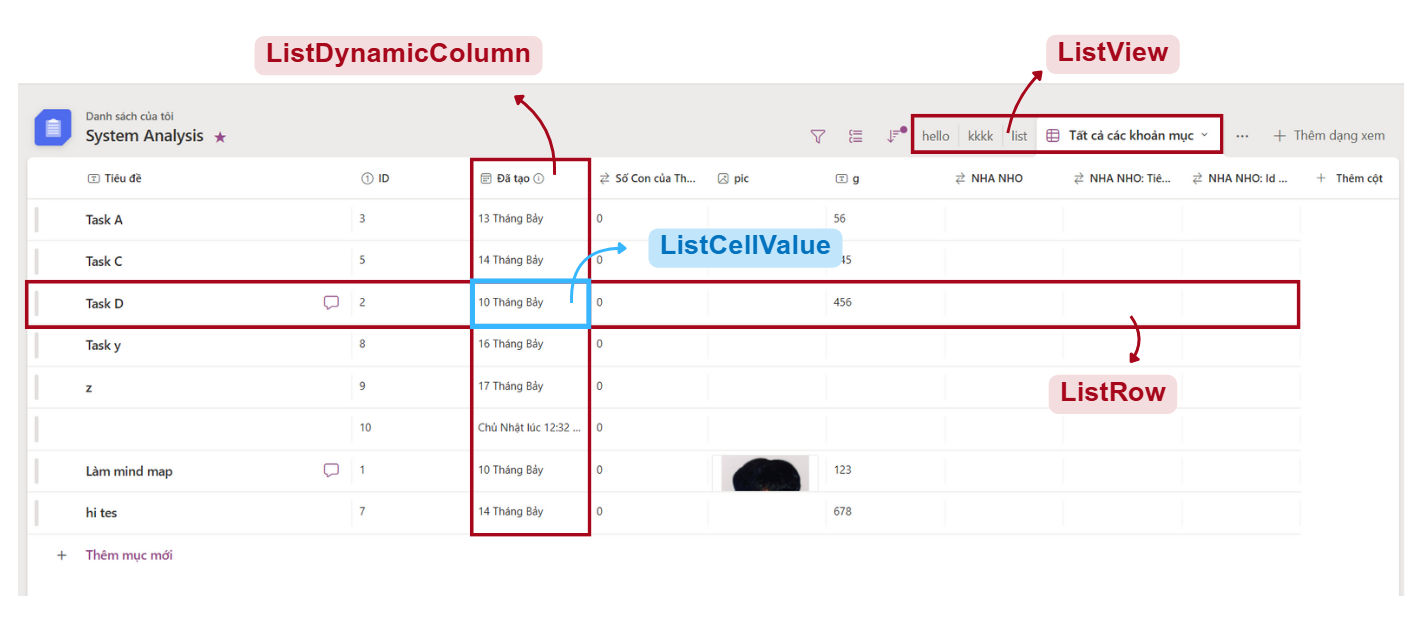 ListDynamicColumn
ListView
Danh sách của tôi
System Analysis
hello kkkk list Tất cả các khoản mục ... + Thêm dạng xem
Tiêu đề ID Đã tạo Số Con của Th... pic g NHA NHO NHA NHO: Tiê... NHA NHO: Id ... + Thêm cột
Task A 3 13 Tháng Bảy 0 56
ListCellValue
Task C 5 14 Tháng Bảy 0 45
Task D 2 10 Tháng Bảy 0 456
Task y 8 16 Tháng Bảy 0
z 9 17 Tháng Bảy 0
ListRow
10 Chủ Nhật lúc 12:32 ... 0
Làm mind map 1 10 Tháng Bảy 0 123
hi tes 7 14 Tháng Bảy 0 678
+ Thêm mục mới